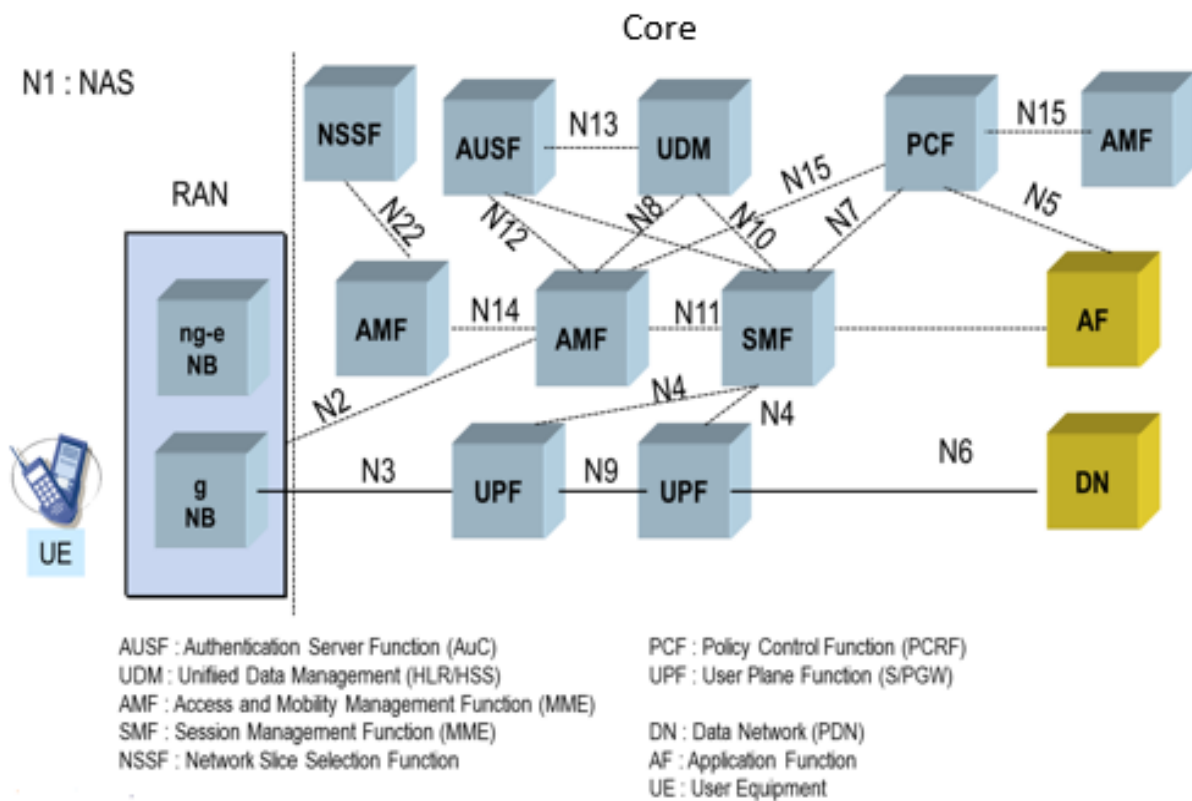 Core
N1 : NAS
NSSF
AUSF
N13
UDM
PCF
N15
AMF
RAN
N22
N12
N8
N10
N15
N7
N5
ng-e
NB
AMF
N14
AMF
N11
SMF
AF
N2
N4
N4
g
NB
N3
UPF
N9
UPF
N6
DN
UE
AUSF : Authentication Server Function (AuC)
UDM : Unified Data Management (HLR/HSS)
AMF : Access and Mobility Management Function (MME)
SMF : Session Management Function (MME)
NSSF : Network Slice Selection Function
PCF : Policy Control Function (PCRF)
UPF : User Plane Function (S/PGW)
DN : Data Network (PDN)
AF : Application Function
UE : User Equipment